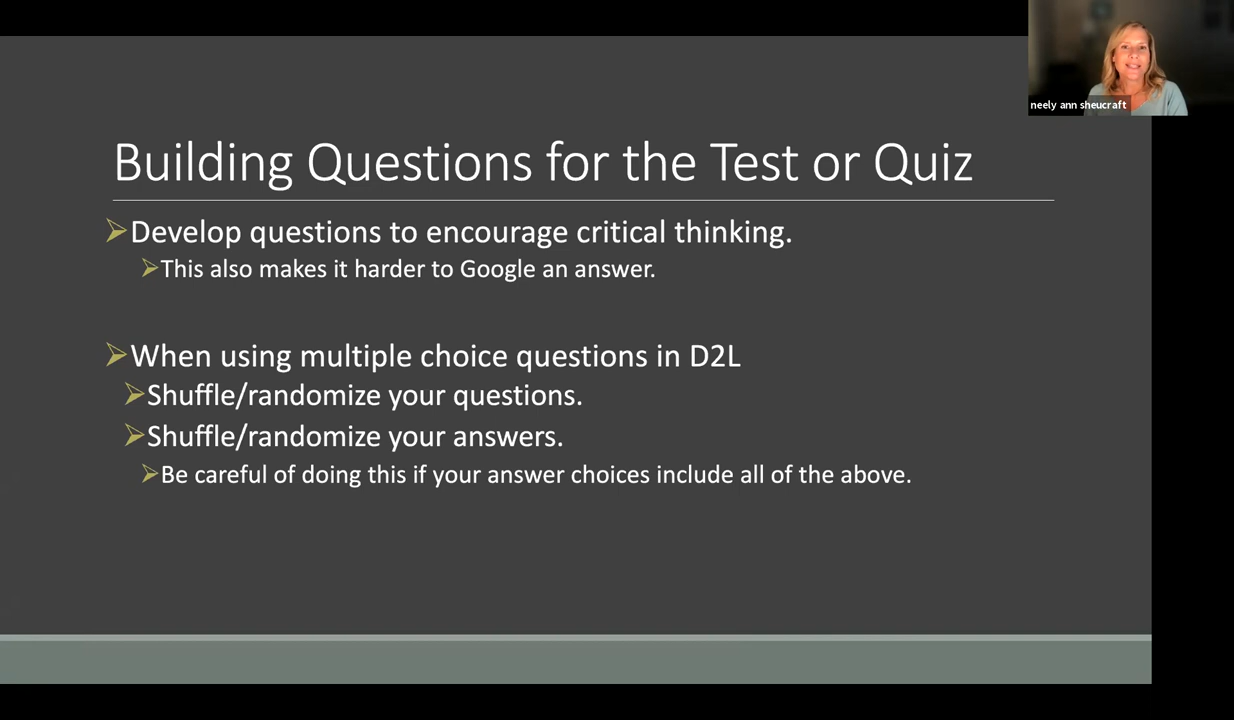 neely ann sheucraft
Building Questions for the Test or Quiz
Develop questions to encourage critical thinking.
This also makes it harder to Google an answer.
When using multiple choice questions in D2L
Shuffle/randomize your questions.
Shuffle/randomize your answers.
Be careful of doing this if your answer choices include all of the above.